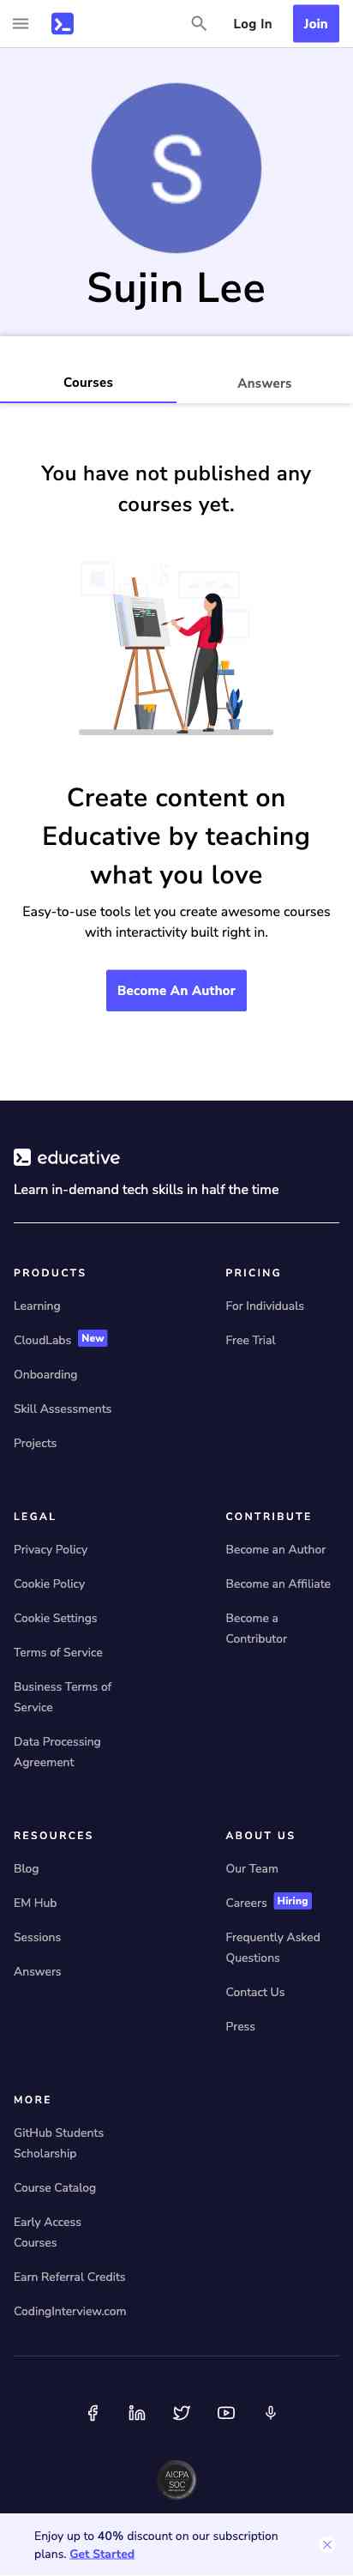 Log In
Join
S
Sujin Lee
Courses
Answers
You have not published any
courses yet.
Create content on
Educative by teaching
what you love
Easy-to-use tools let you create awesome courses
with interactivity built right in.
Become An Author
educative
Learn in-demand tech skills in half the time
PRODUCTS
Learning
CloudLabs New
Onboarding
Skill Assessments
Projects
PRICING
For Individuals
Free Trial
LEGAL
Privacy Policy
Cookie Policy
Cookie Settings
Terms of Service
Business Terms of
Service
Data Processing
Agreement
CONTRIBUTE
Become an Author
Become an Affiliate
Become a
Contributor
RESOURCES
Blog
EM Hub
Sessions
Answers
ABOUT US
Our Team
Careers Hiring
Frequently Asked
Questions
Contact Us
Press
MORE
GitHub Students
Scholarship
Course Catalog
Early Access
Courses
Earn Referral Credits
CodingInterview.com
AICPA
SOC
Enjoy up to 40% discount on our subscription
plans. Get Started